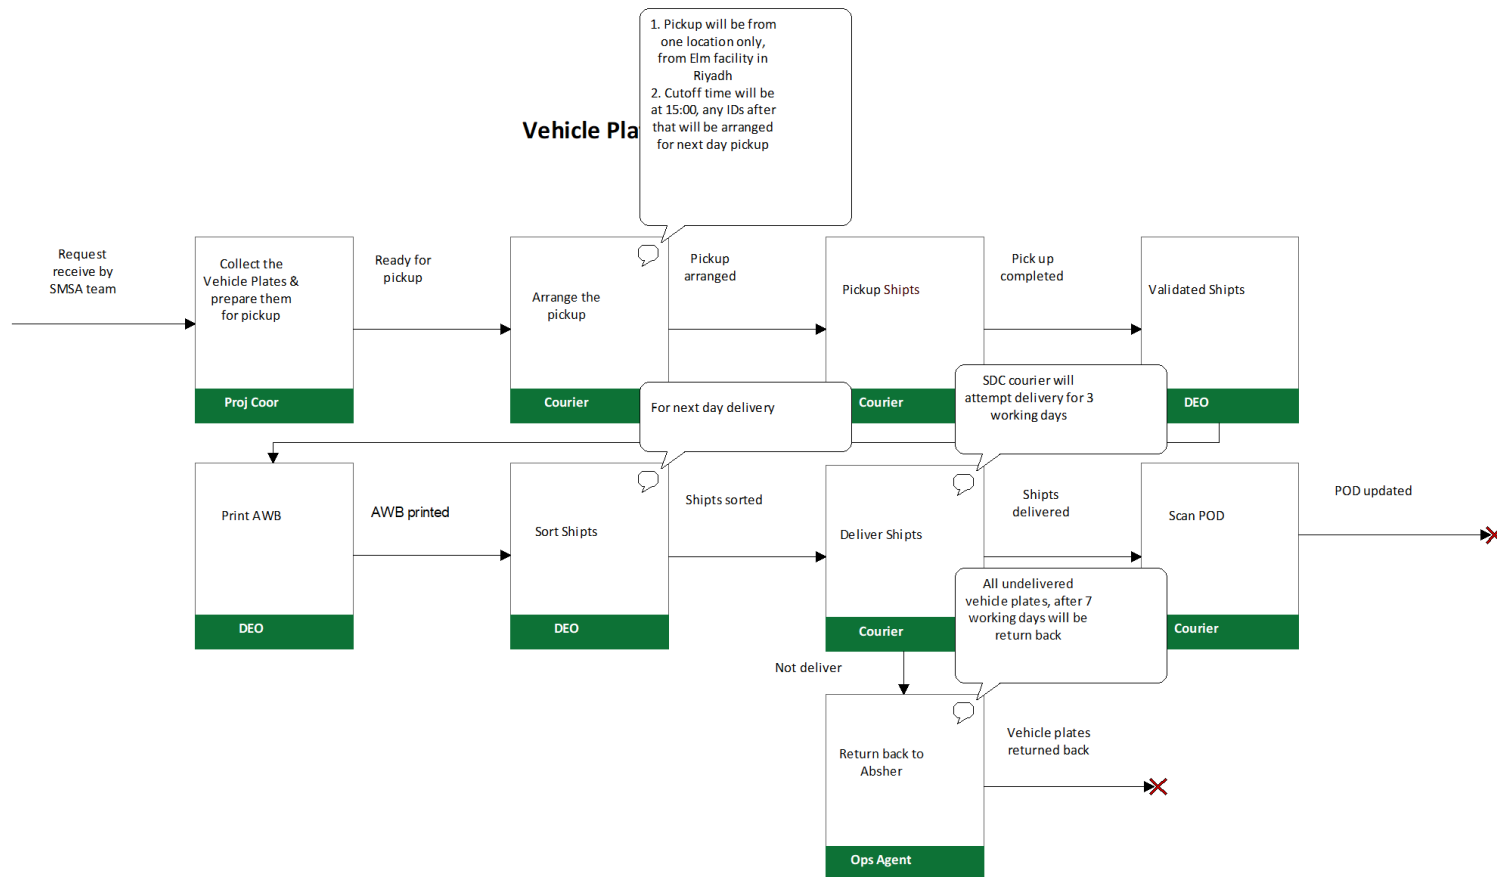 1. Pickup will be from
one location only,
from Elm facility in
Riyadh
2. Cutoff time will be
at 15:00, any IDs after
that will be arranged
for next day pickup
Vehicle Pla
Request
receive by
SMSA team
Collect the
Vehicle Plates &
prepare them
for pickup
Proj Coor
Ready for
pickup
Arrange the
pickup
Courier
Pickup
arranged
Pickup Shipts
Courier
Pick up
completed
Validated Shipts
DEO
For next day delivery
SDC courier will
attempt delivery for 3
working days
Print AWB
DEO
AWB printed
Sort Shipts
DEO
Shipts sorted
Deliver Shipts
Courier
Shipts
delivered
Scan POD
Courier
POD updated
All undelivered
vehicle plates, after 7
working days will be
return back
Not deliver
Return back to
Absher
Ops Agent
Vehicle plates
returned back